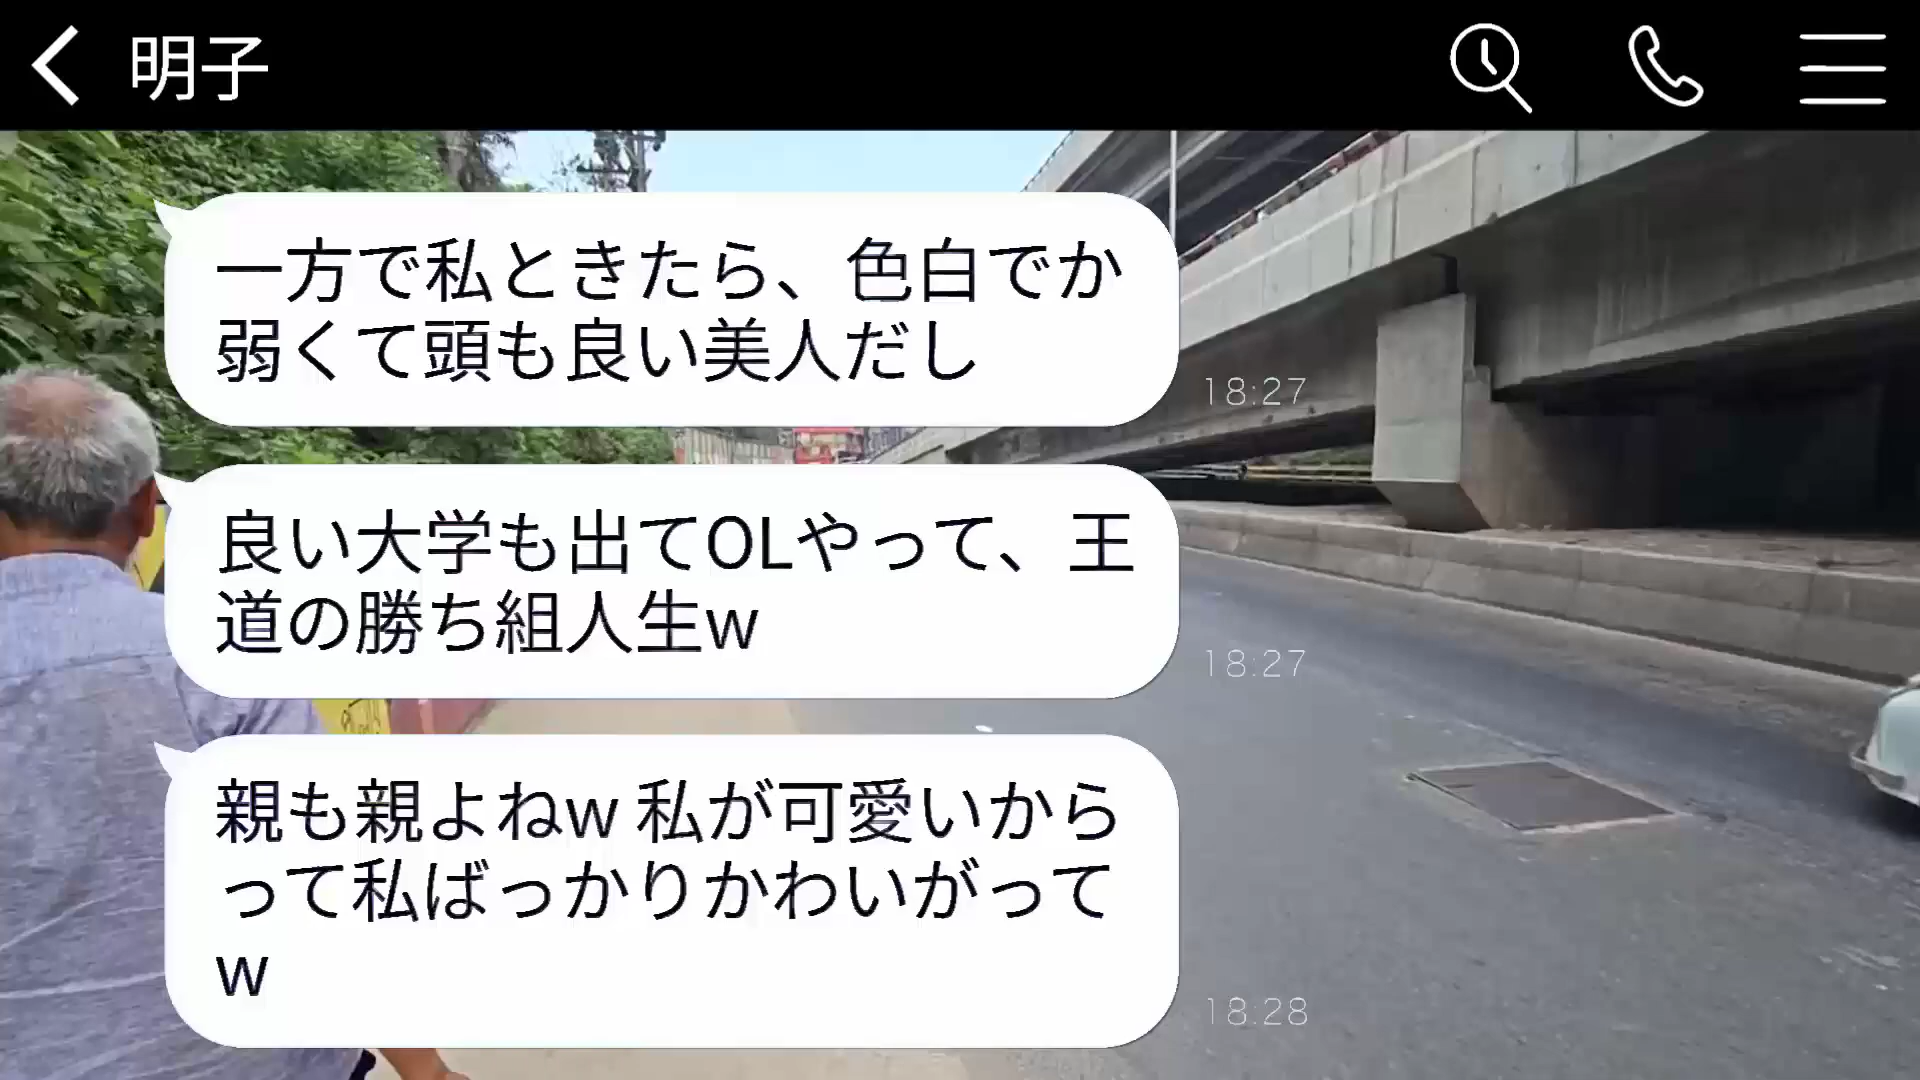 明子
一方で私ときたら、色白でか
弱くて頭も良い美人だし
18:27
良い大学も出てOLやって、王
道の勝ち組人生w
18:27
親も親よねw 私が可愛いから
って私ばっかりかわいがって
w
18:28